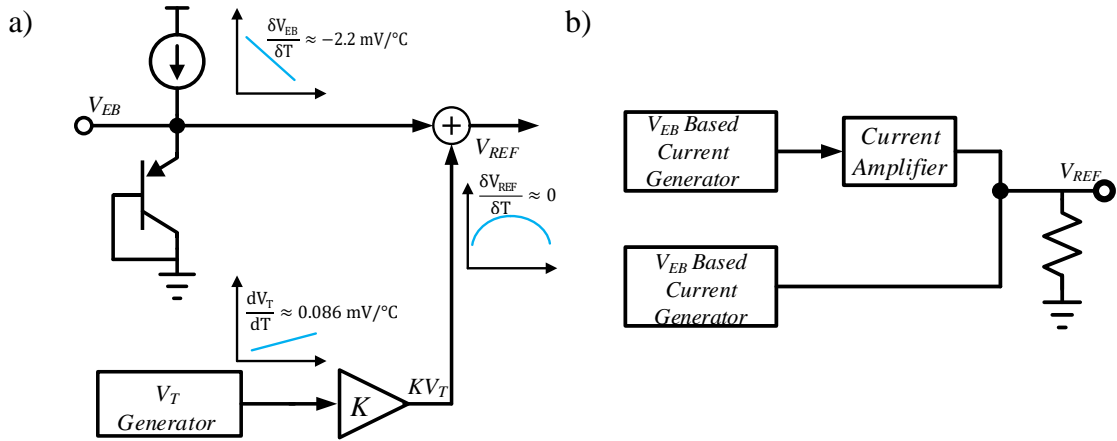 a)
δV_EB
δT
≈ −2.2 mV/°C
V_EB
+
V_REF
δV_REF
δT
≈ 0
dV_T
dT
≈ 0.086 mV/°C
V_T
Generator
K
KV_T
b)
V_EB Based
Current
Generator
Current
Amplifier
V_REF
V_EB Based
Current
Generator